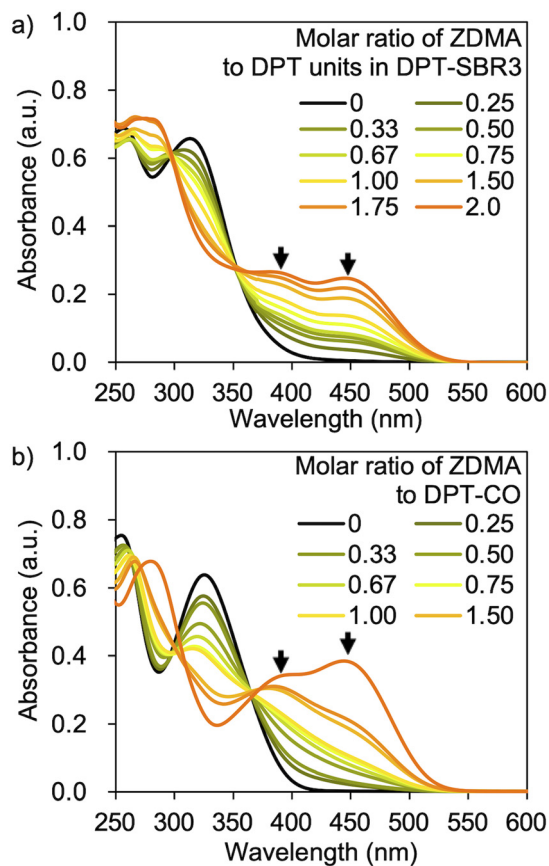 a)
Molar ratio of ZDMA
to DPT units in DPT-SBR3
0 0.25
0.33 0.50
0.67 0.75
1.00 1.50
1.75 2.0
Absorbance (a.u.)
1.0
0.8
0.6
0.4
0.2
0.0
250 300 350 400 450 500 550 600
Wavelength (nm)
b)
Molar ratio of ZDMA
to DPT-CO
0 0.25
0.33 0.50
0.67 0.75
1.00 1.50
Absorbance (a.u.)
1.0
0.8
0.6
0.4
0.2
0.0
250 300 350 400 450 500 550 600
Wavelength (nm)